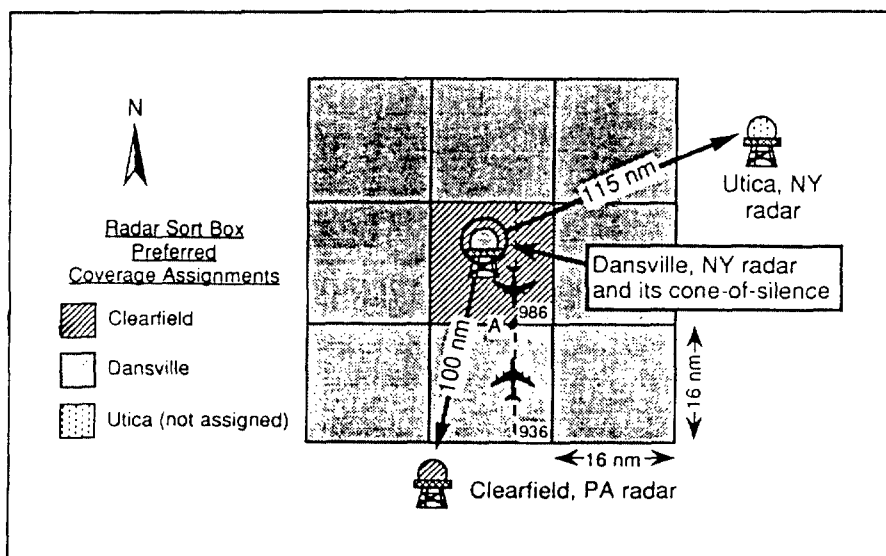 N
Radar Sort Box
Preferred
Coverage Assignments
Clearfield
Dansville
Utica (not assigned)
115 nm
Utica, NY
radar
Dansville, NY radar
and its cone-of-silence
986
A
100 nm
936
16 nm
16 nm
Clearfield, PA radar